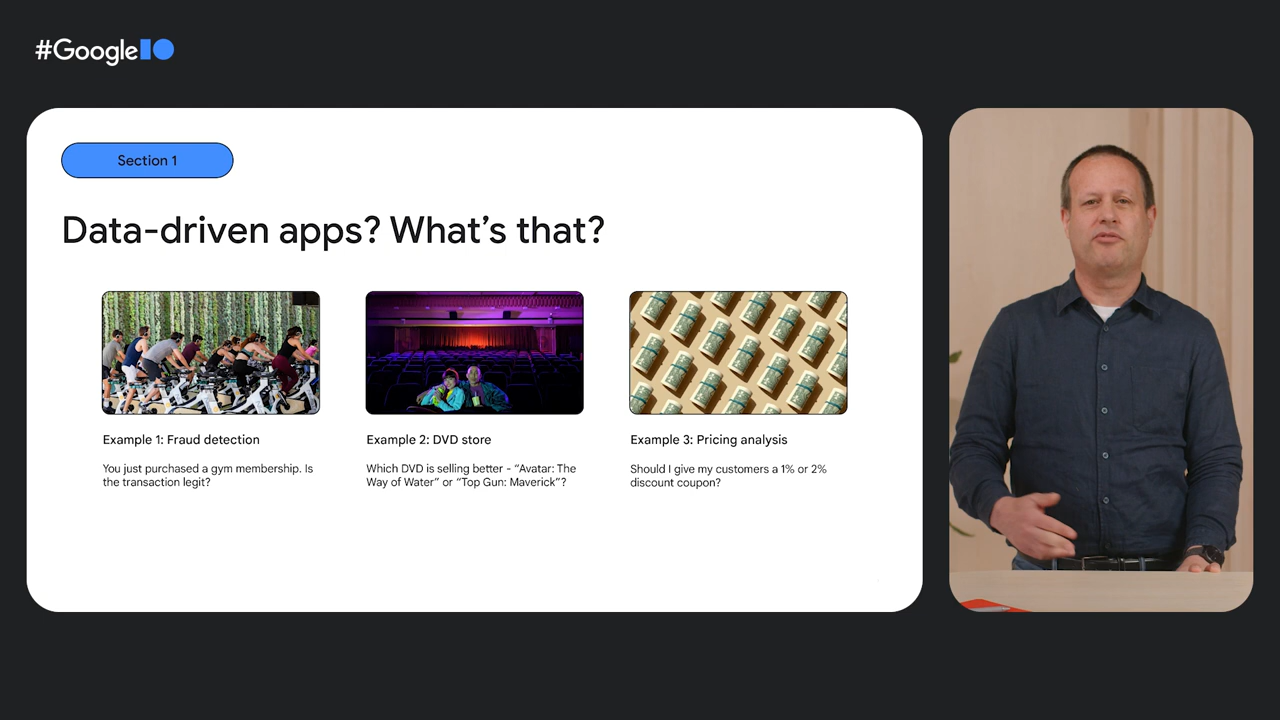 #GoogleIO
Section 1
Data-driven apps? What’s that?
Example 1: Fraud detection
You just purchased a gym membership. Is
the transaction legit?
Example 2: DVD store
Which DVD is selling better - “Avatar: The
Way of Water” or “Top Gun: Maverick”?
Example 3: Pricing analysis
Should I give my customers a 1% or 2%
discount coupon?